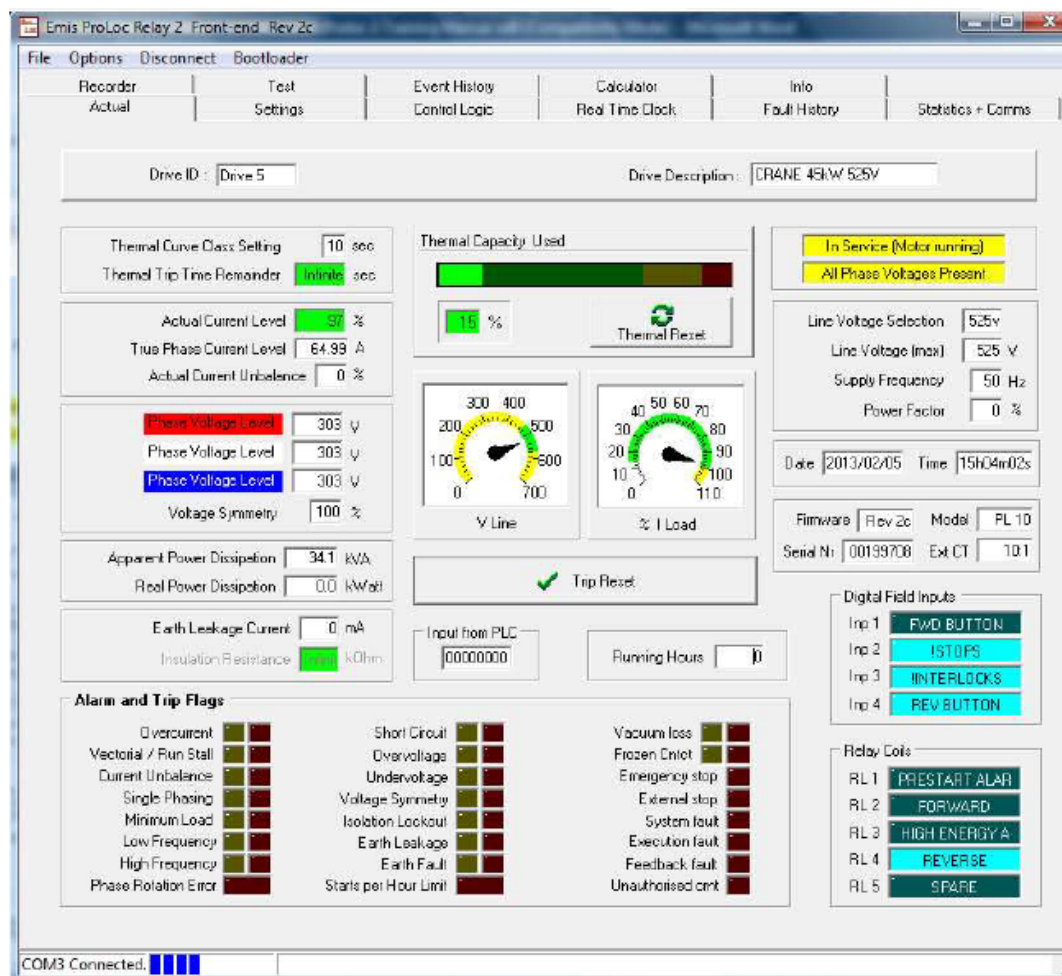 Emis ProLoc Relay 2 Front-end Rev 2c
File Options Disconnect Bootloader
Recorder Test Event History Calculator Info
Actual Settings Control Logic Real Time Clock Fault History Statistics + Comms
Drive ID : Drive 5 Drive Description : CRANE 45kW 525V
Thermal Curve Class Setting 10 sec
Thermal Trip Time Remainder Infinite sec
Actual Current Level 97 %
True Phase Current Level 64.99 A
Actual Current Unbalance 0 %
Phase Voltage Level 303 V
Phase Voltage Level 303 V
Phase Voltage Level 303 V
Voltage Symmetry 100 %
Apparent Power Dissipation 34.1 kVA
Real Power Dissipation 0.0 kWatt
Earth Leakage Current 0 mA
Insulation Resistance kOhm
Thermal Capacity Used
15 %
Thermal Reset
0 100 200 300 400 500 600 700
V Line
0 10 20 30 40 50 60 70 80 90 100 110
% I Load
Trip Reset
Input from PLC
00000000
Running Hours 0
In Service (Motor running)
All Phase Voltages Present
Line Voltage Selection 525v
Line Voltage (max) 525 V
Supply Frequency 50 Hz
Power Factor 0 %
Date 2013/02/05 Time 15h04m02s
Firmware Rev 2c Model PL 10
Serial Nr 00199708 Ext CT 10:1
Digital Field Inputs
Inp 1 FWD BUTTON
Inp 2 !STOPS
Inp 3 !INTERLOCKS
Inp 4 REV BUTTON
Relay Coils
RL 1 PRESTART ALAR
RL 2 FORWARD
RL 3 HIGH ENERGY A
RL 4 REVERSE
RL 5 SPARE
Alarm and Trip Flags
Overcurrent Short Circuit Vacuum loss
Vectorial / Run Stall Overvoltage Frozen Cntct
Current Unbalance Undervoltage Emergency stop
Single Phasing Voltage Symmetry External stop
Minimum Load Isolation Lockout System fault
Low Frequency Earth Leakage Execution fault
High Frequency Earth Fault Feedback fault
Phase Rotation Error Starts per Hour Limit Unauthorised crnt
COM3 Connected.